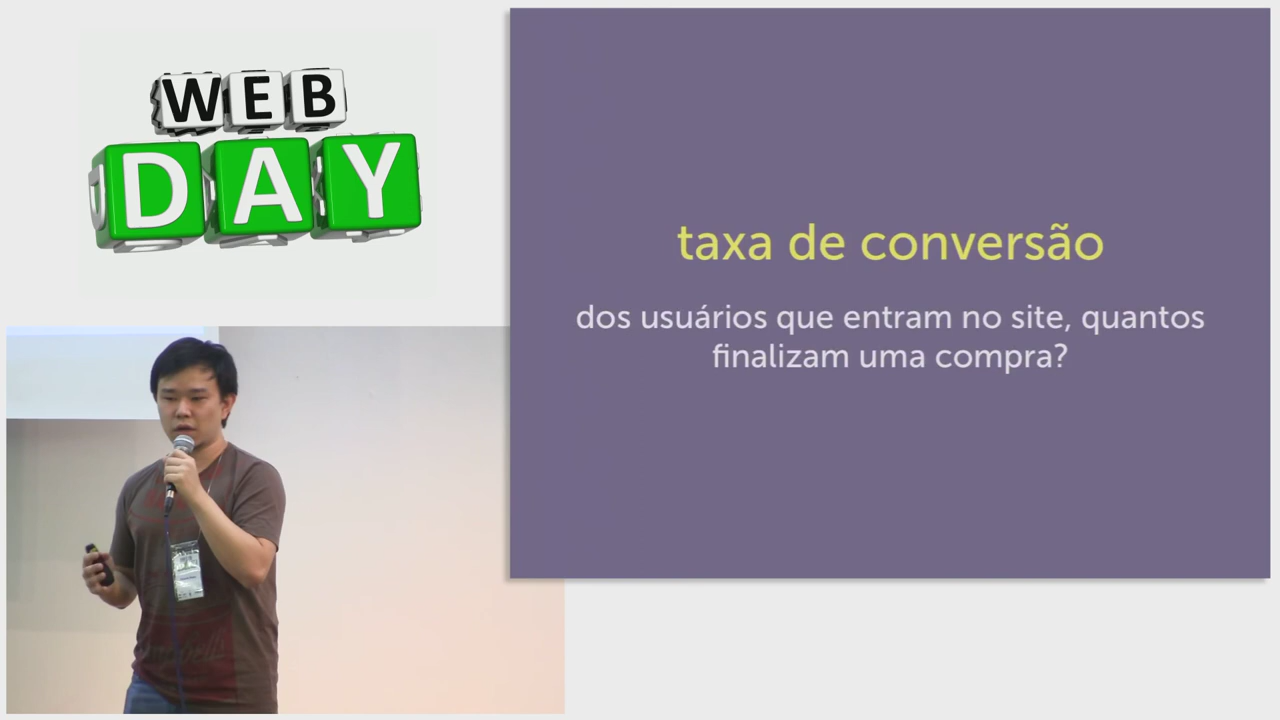 WEB
DAY
taxa de conversão
dos usuários que entram no site, quantos
finalizam uma compra?